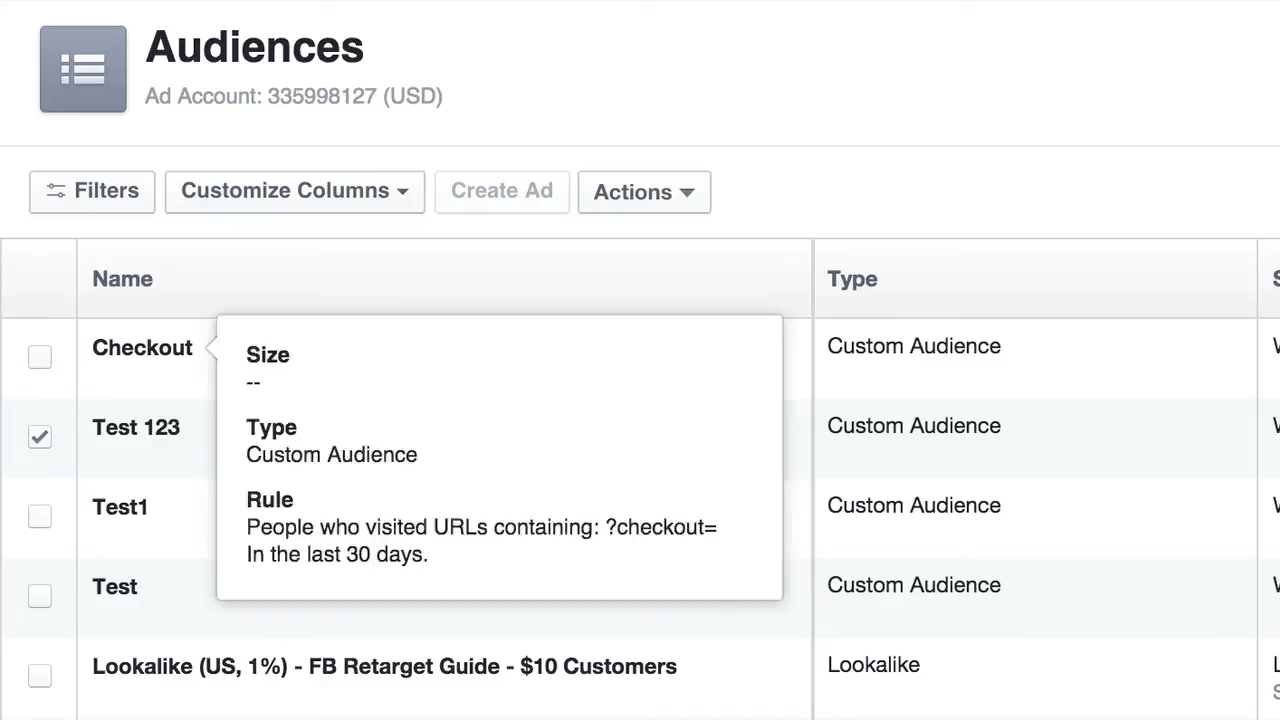 Audiences
Ad Account: 335998127 (USD)
Filters
Customize Columns
Create Ad
Actions
Name
Type
Checkout
Custom Audience
Size
--
Type
Custom Audience
Rule
People who visited URLs containing: ?checkout=
In the last 30 days.
Test 123
Custom Audience
Test1
Custom Audience
Test
Custom Audience
Lookalike (US, 1%) - FB Retarget Guide - $10 Customers
Lookalike